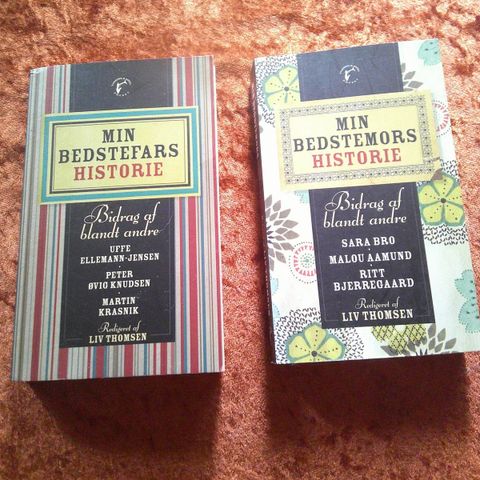 MIN
BEDSTEFARS
HISTORIE
Bidrag af
blandt andre
UFFE
ELLEMANN-JENSEN
PETER
ØVIG KNUDSEN
MARTIN
KRASNIK
Redigeret af
LIV THOMSEN
MIN
BEDSTEMORS
HISTORIE
Bidrag af
blandt andre
SARA BRO
MALOU AAMUND
RITT
BJERREGAARD
Redigeret af
LIV THOMSEN